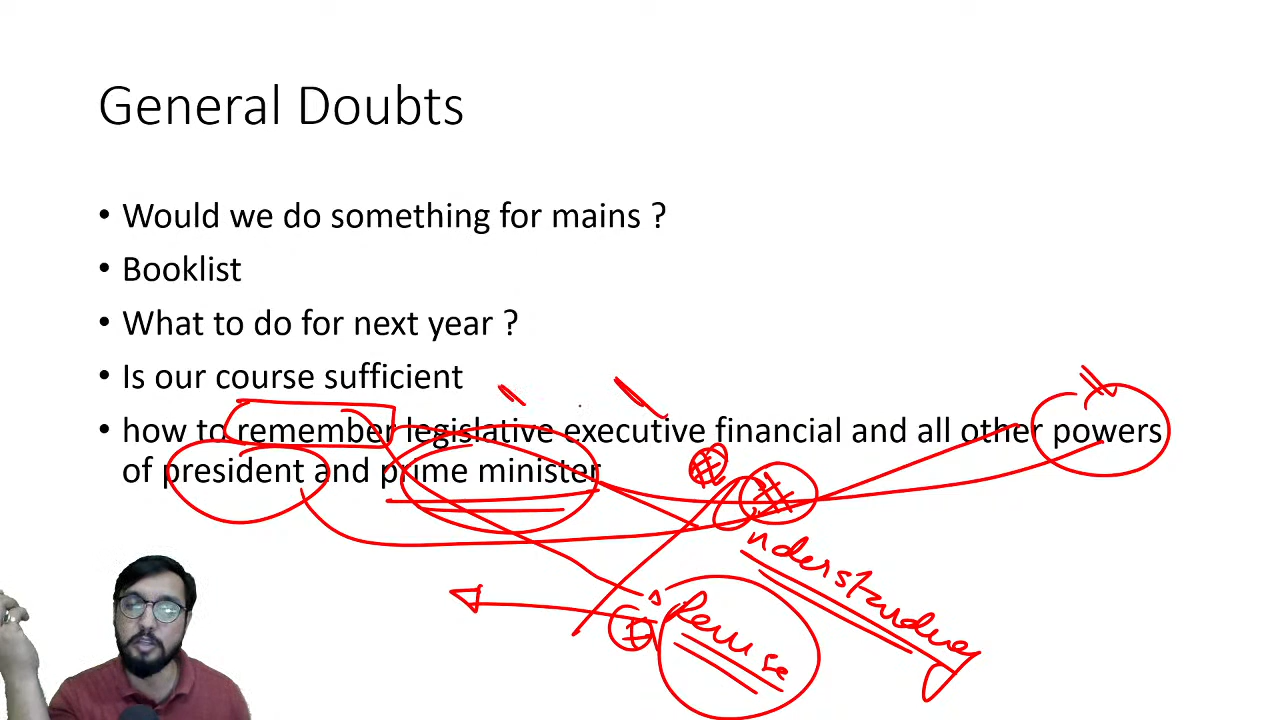 General Doubts
• Would we do something for mains ?
• Booklist
• What to do for next year ?
• Is our course sufficient
• how to remember legislative executive financial and all other powers
of president and prime minister
understanding
Revise